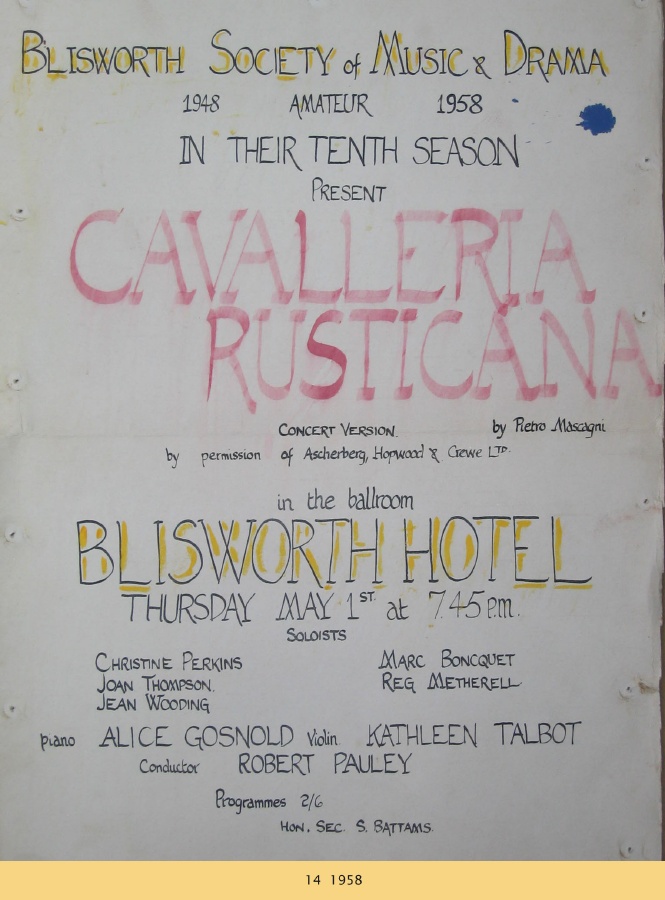 BLISWORTH SOCIETY of MUSIC & DRAMA
1948 AMATEUR 1958
IN THEIR TENTH SEASON
PRESENT
CAVALLERIA
RUSTICANA
CONCERT VERSION. by Pietro Mascagni
by permission of Ascherberg, Hopwood & Crewe LTD.
in the ballroom
BLISWORTH HOTEL
THURSDAY MAY 1ST. at 7.45 p.m.
SOLOISTS
CHRISTINE PERKINS MARC BONCQUET
JOAN THOMPSON. REG METHERELL
JEAN WOODING
piano ALICE GOSNOLD Violin KATHLEEN TALBOT
Conductor ROBERT PAULEY
Programmes 2/6
HON. SEC. S. BATTAMS.
14 1958